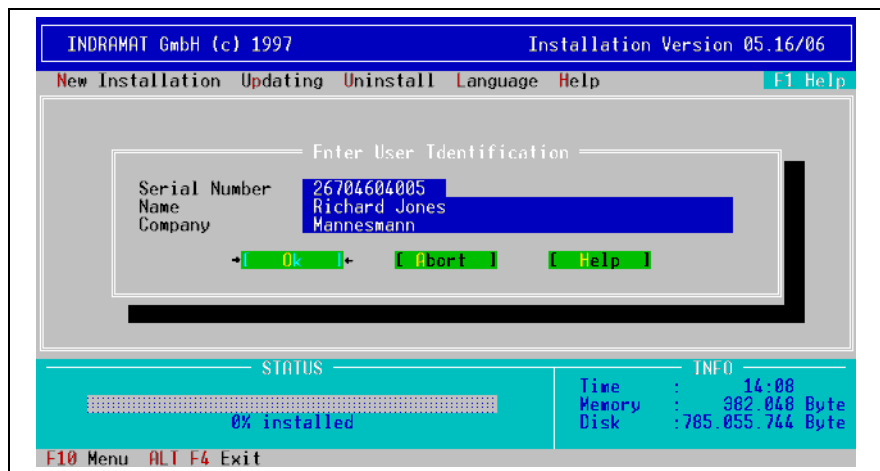 INDRAMAT GmbH (c) 1997 Installation Version 05.16/06
New Installation Updating Uninstall Language Help F1 Help
Enter User Identification
Serial Number 26704604005
Name Richard Jones
Company Mannesmann
[ Ok ] [ Abort ] [ Help ]
STATUS INFO
Time : 14:08
Memory : 382.048 Byte
0% installed Disk :785.055.744 Byte
F10 Menu ALT F4 Exit